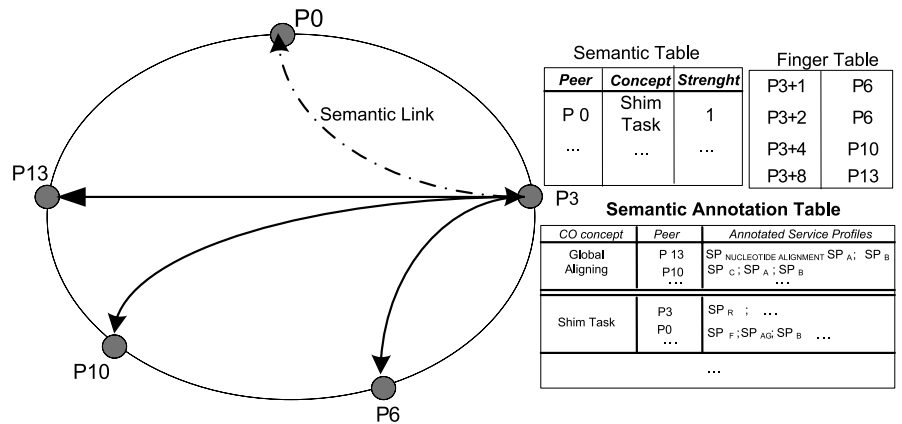 P0
Semantic Link
P13
P3
P10
P6
Semantic Table
Peer Concept Strenght
P 0 Shim Task 1
... ... ...
Finger Table
P3+1 P6
P3+2 P6
P3+4 P10
P3+8 P13
Semantic Annotation Table
CO concept Peer Annotated Service Profiles
Global Aligning P 13 SP NUCLEOTIDE ALIGNMENT SP A; SP B
P10 SP C ; SP A ; SP B
... ...
Shim Task P3 SP R ; ...
P0 SP F ; SP AG; SP B ...
...
...